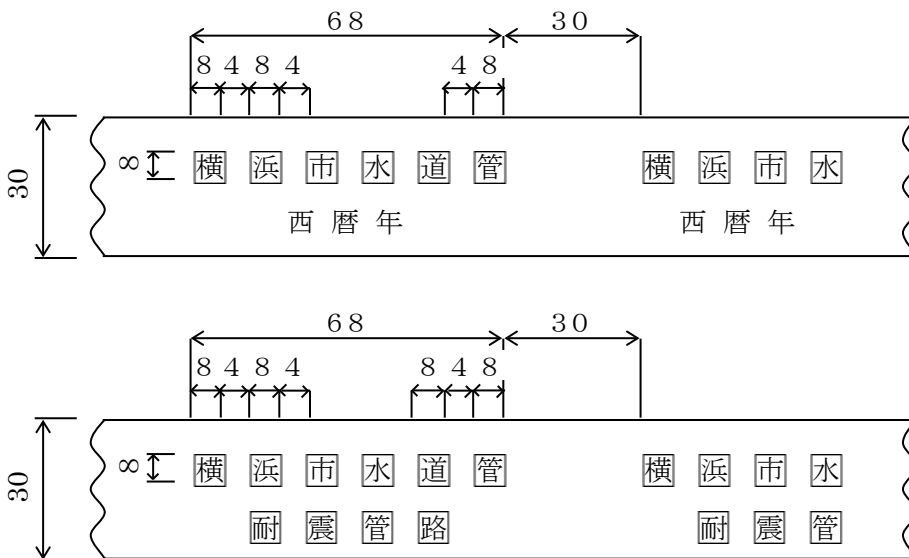 68 30
8 4 8 4 4 8
30 8 横浜市水道管 横浜市水
西暦年 西暦年
68 30
8 4 8 4 8 4 8
30 8 横浜市水道管 横浜市水
耐震管路 耐震管